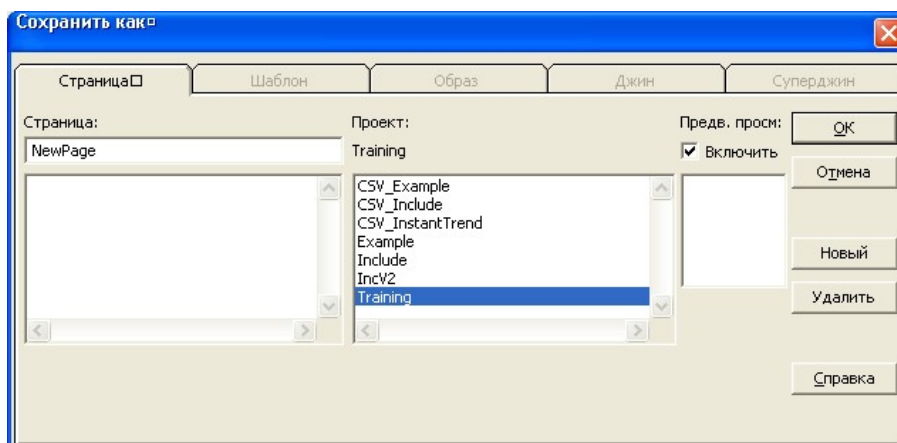 Сохранить как¤
Страница□ Шаблон Образ Джин Суперджин
Страница: Проект: Предв. просм: OK
NewPage Training Включить
Отмена
CSV_Example
CSV_Include
CSV_InstantTrend
Example
Include Новый
IncV2
Training Удалить
Справка